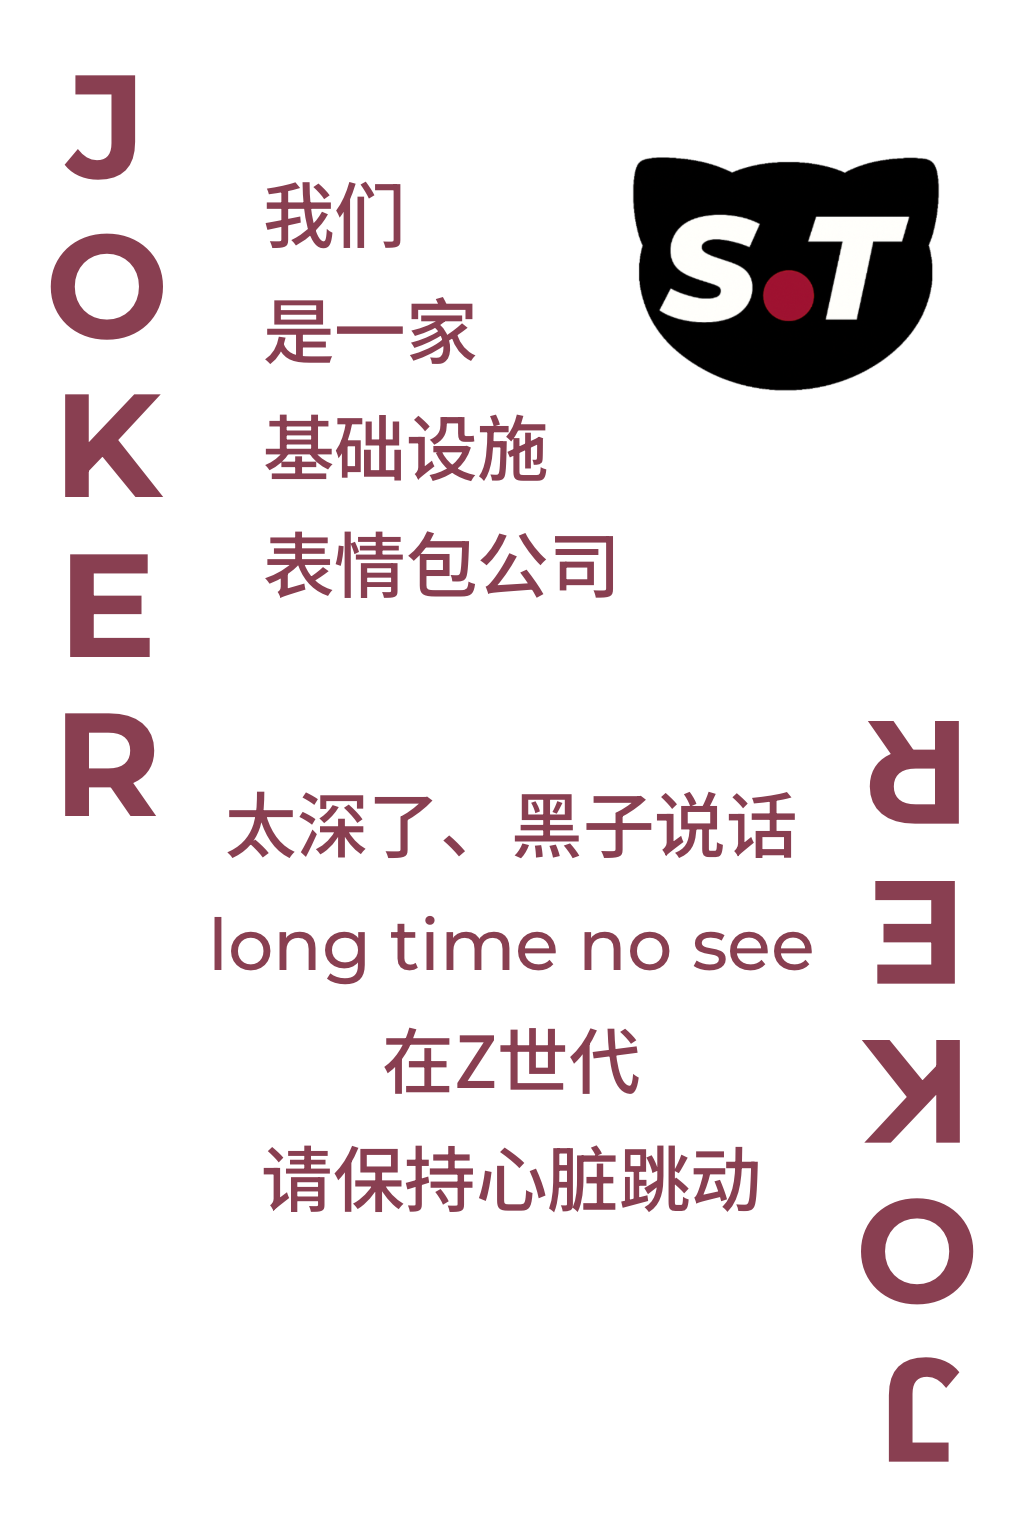 JOKER
我们
是一家
基础设施
表情包公司
S.T
太深了、黑子说话
long time no see
在Z世代
请保持心脏跳动
JOKER